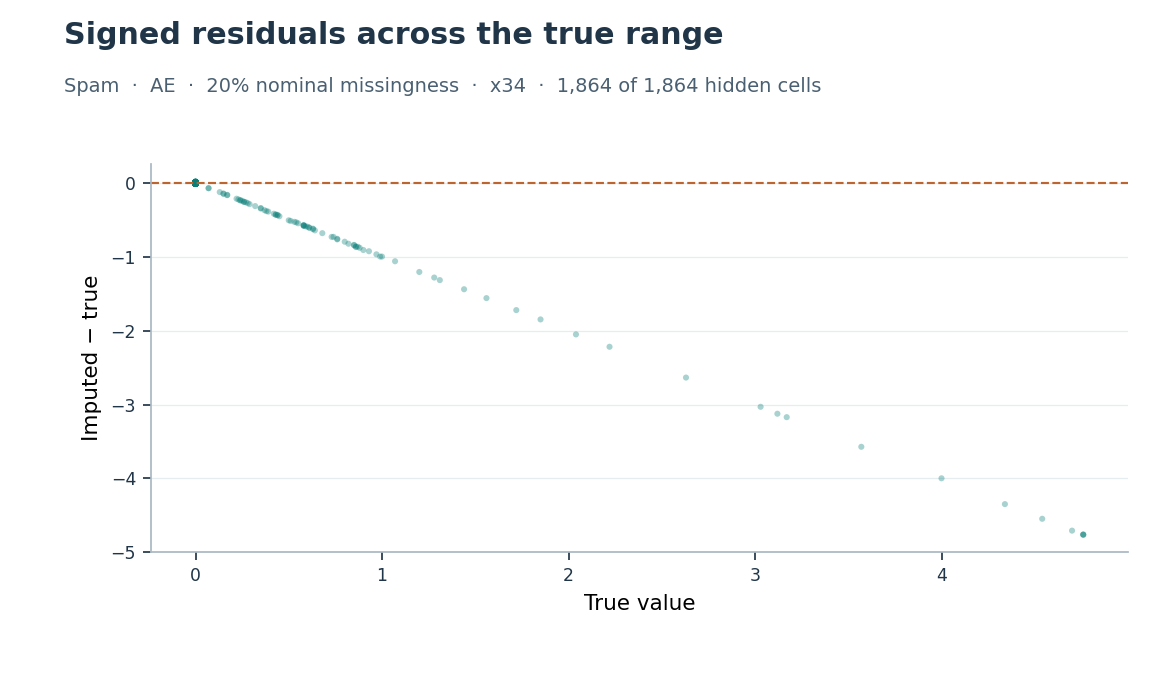 Signed residuals across the true range
Spam · AE · 20% nominal missingness · x34 · 1,864 of 1,864 hidden cells
Imputed − true
0
−1
−2
−3
−4
−5
0 1 2 3 4
True value